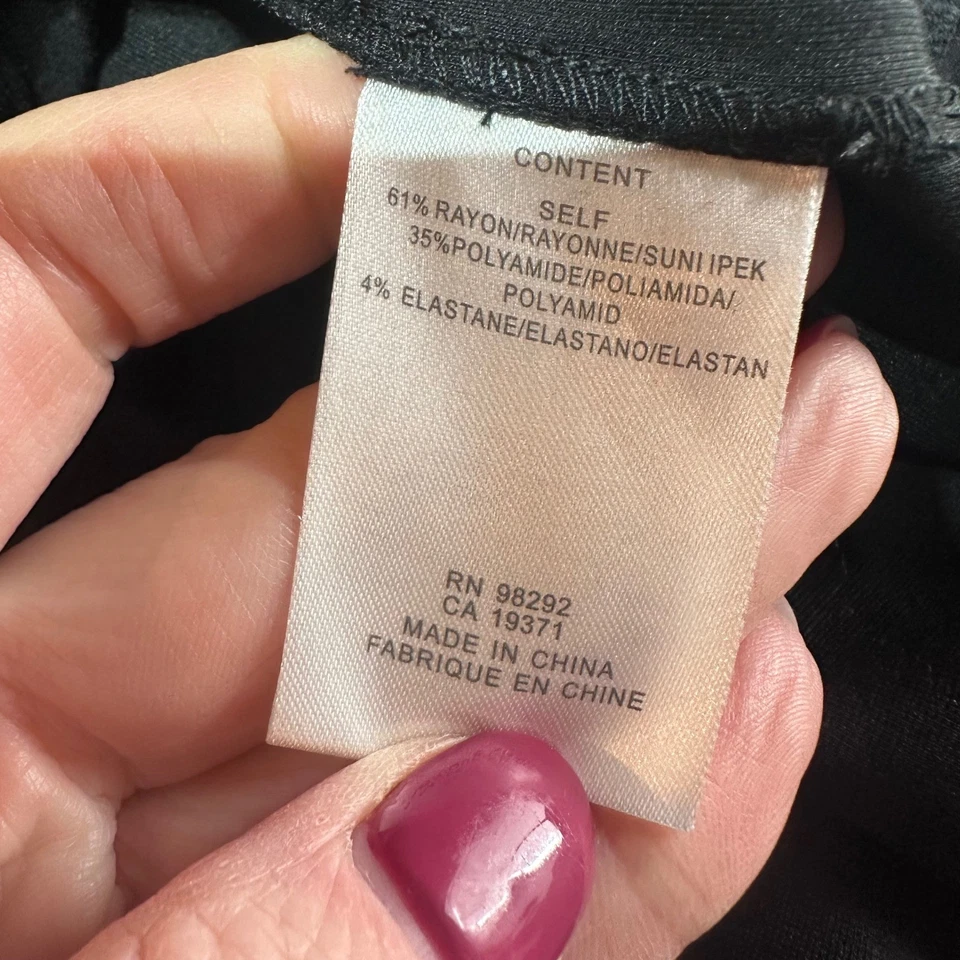 CONTENT
SELF
61% RAYON/RAYONNE/SUNI IPEK
35%POLYAMIDE/POLIAMIDA/
POLYAMID
4% ELASTANE/ELASTANO/ELASTAN
RN 98292
CA 19371
MADE IN CHINA
FABRIQUE EN CHINE